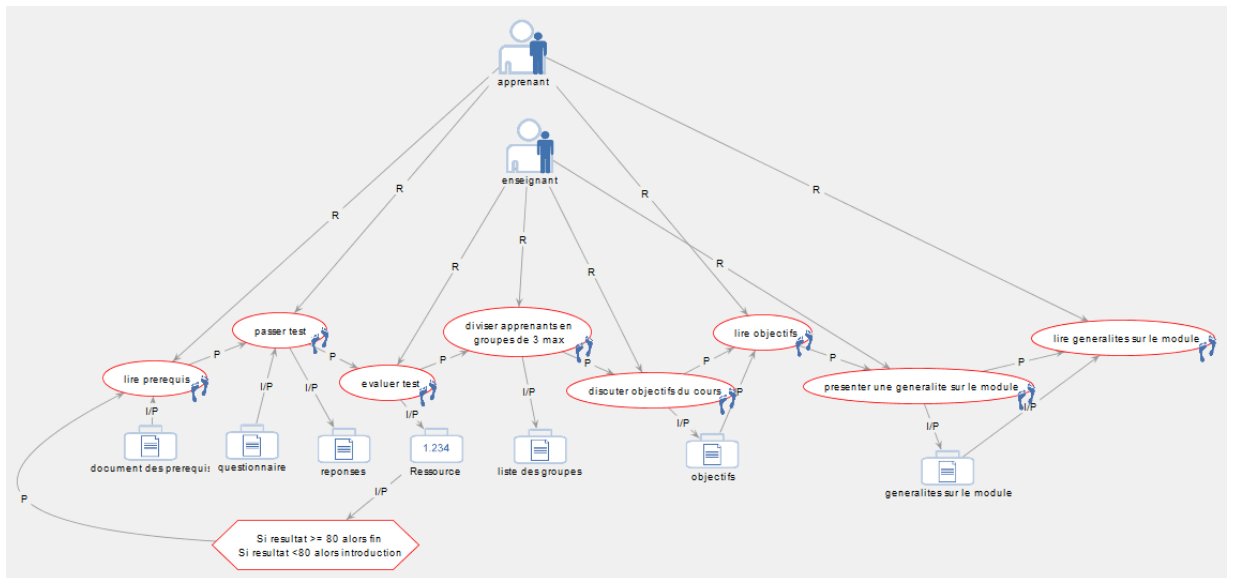 apprenant
enseignant
R
R
R
R
R
R
R
R
R
passer test
diviser apprenants en
groupes de 3 max
lire objectifs
lire generalites sur le module
P
P
P
P
P
P
P
lire prerequis
evaluer test
discuter objectifs du cours
presenter une generalite sur le module
P
I/P
I/P
I/P
I/P
I/P
I/P
I/P
I/P
1.234
document des prerequis
questionnaire
reponses
Ressource
liste des groupes
objectifs
generalites sur le module
P
I/P
Si resultat >= 80 alors fin
Si resultat <80 alors introduction